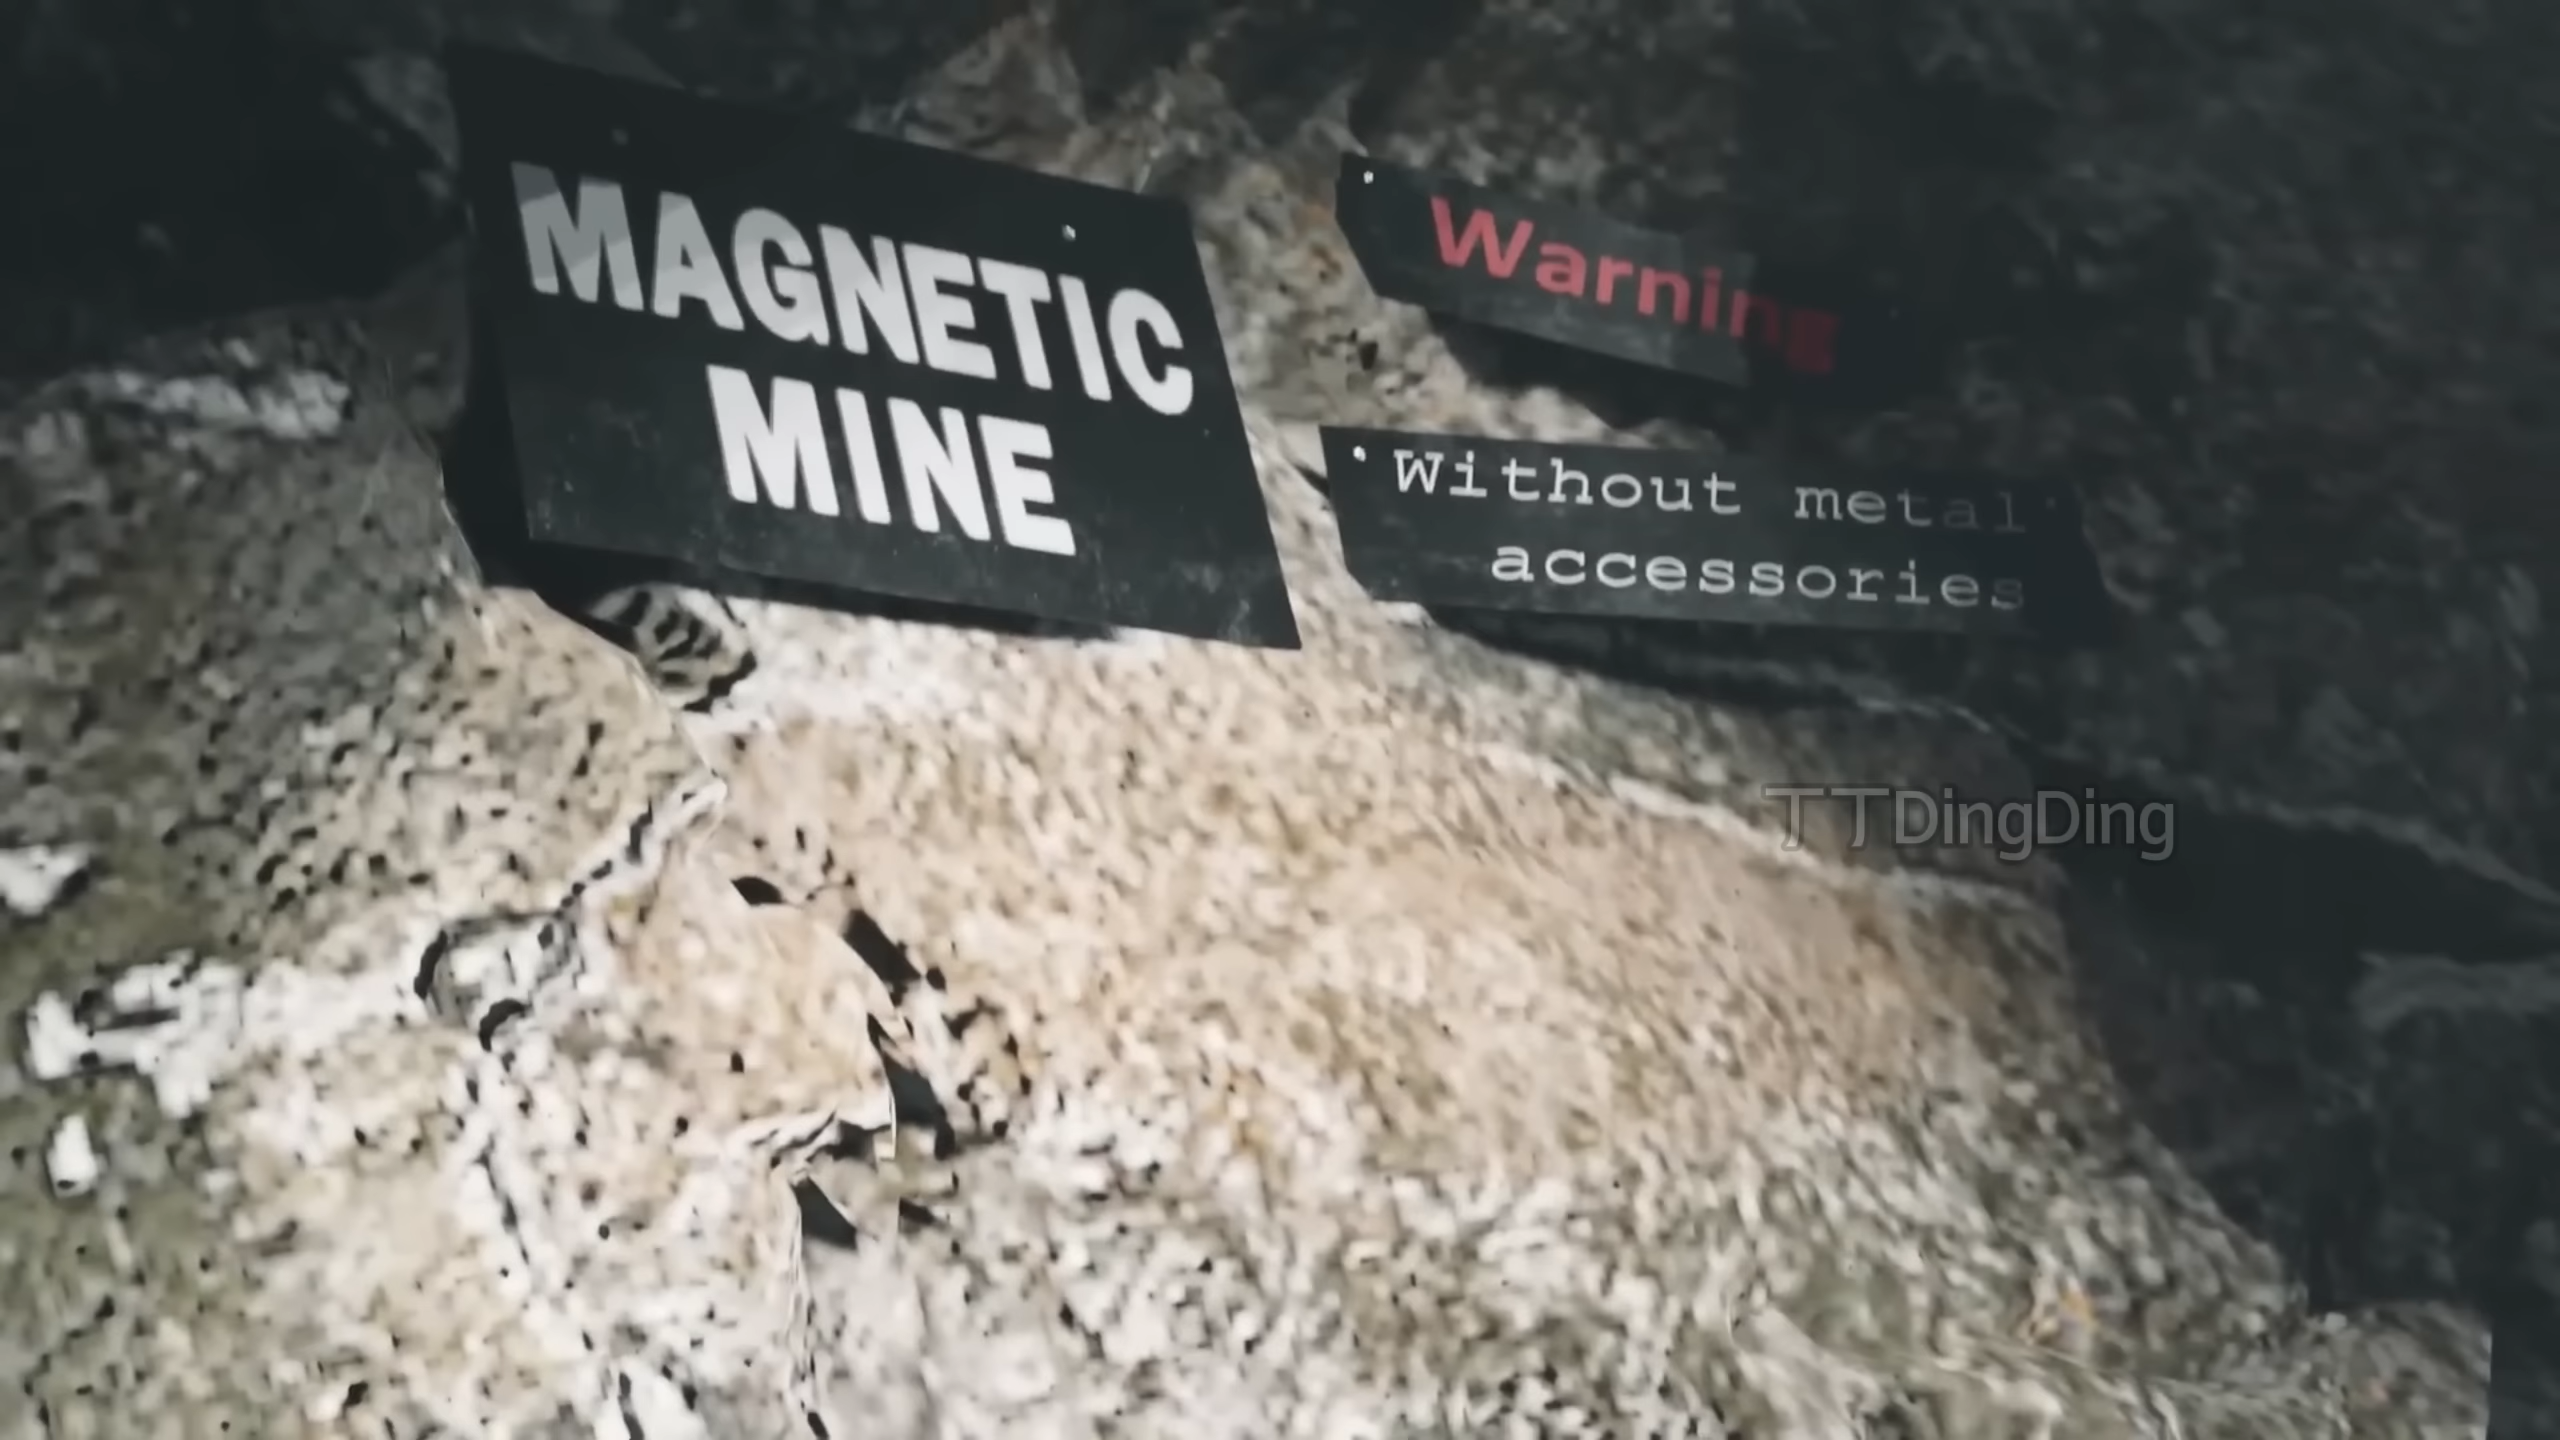 MAGNETIC
MINE
Warning
Without metal
accessories
TTDingDing